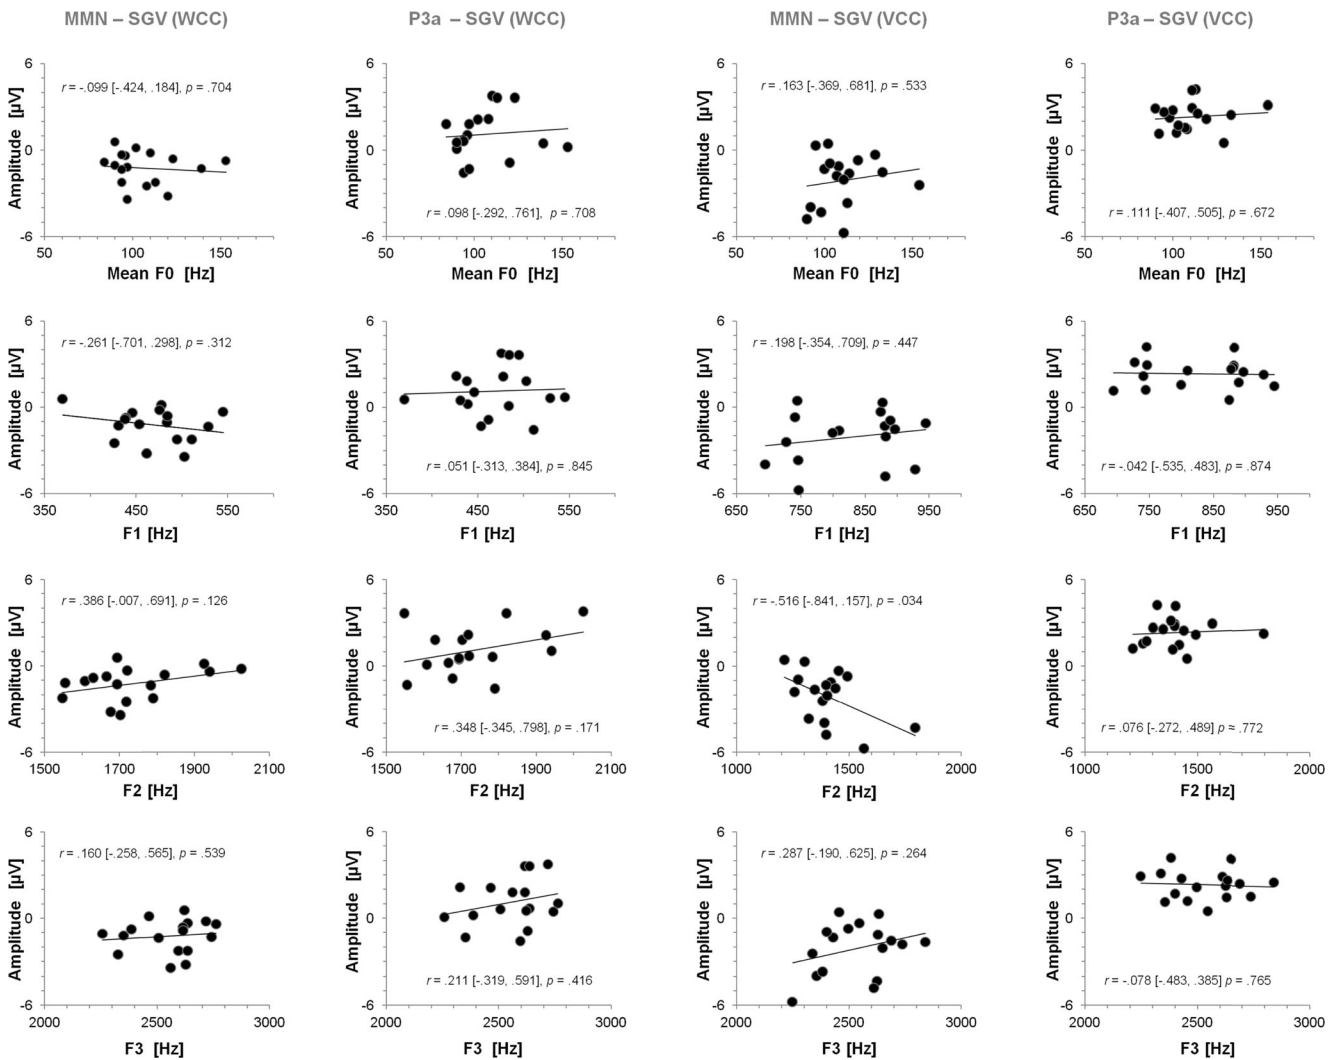 MMN – SGV (WCC)
P3a – SGV (WCC)
MMN – SGV (VCC)
P3a – SGV (VCC)
Amplitude [µV]
6
0
-6
r = -.099 [-.424, .184], p = .704
50
100
150
Mean F0 [Hz]
Amplitude [µV]
6
0
-6
r = .098 [-.292, .761], p = .708
50
100
150
Mean F0 [Hz]
Amplitude [µV]
6
0
-6
r = .163 [-.369, .681], p = .533
50
100
150
Mean F0 [Hz]
Amplitude [µV]
6
0
-6
r = .111 [-.407, .505], p = .672
50
100
150
Mean F0 [Hz]
Amplitude [µV]
6
0
-6
r = -.261 [-.701, .298], p = .312
350
450
550
F1 [Hz]
Amplitude [µV]
6
0
-6
r = .051 [-.313, .384], p = .845
350
450
550
F1 [Hz]
Amplitude [µV]
6
0
-6
r = .198 [-.354, .709], p = .447
650
750
850
950
F1 [Hz]
Amplitude [µV]
6
0
-6
r = -.042 [-.535, .483], p = .874
650
750
850
950
F1 [Hz]
Amplitude [µV]
6
0
-6
r = .386 [-.007, .691], p = .126
1500
1700
1900
2100
F2 [Hz]
Amplitude [µV]
6
0
-6
r = .348 [-.345, .798], p = .171
1500
1700
1900
2100
F2 [Hz]
Amplitude [µV]
6
0
-6
r = -.516 [-.841, .157], p = .034
1000
1500
2000
F2 [Hz]
Amplitude [µV]
6
0
-6
r = .076 [-.272, .489] p = .772
1000
1500
2000
F2 [Hz]
Amplitude [µV]
6
0
-6
r = .160 [-.258, .565], p = .539
2000
2500
3000
F3 [Hz]
Amplitude [µV]
6
0
-6
r = .211 [-.319, .591], p = .416
2000
2500
3000
F3 [Hz]
Amplitude [µV]
6
0
-6
r = .287 [-.190, .625], p = .264
2000
2500
3000
F3 [Hz]
Amplitude [µV]
6
0
-6
r = -.078 [-.483, .385] p = .765
2000
2500
3000
F3 [Hz]